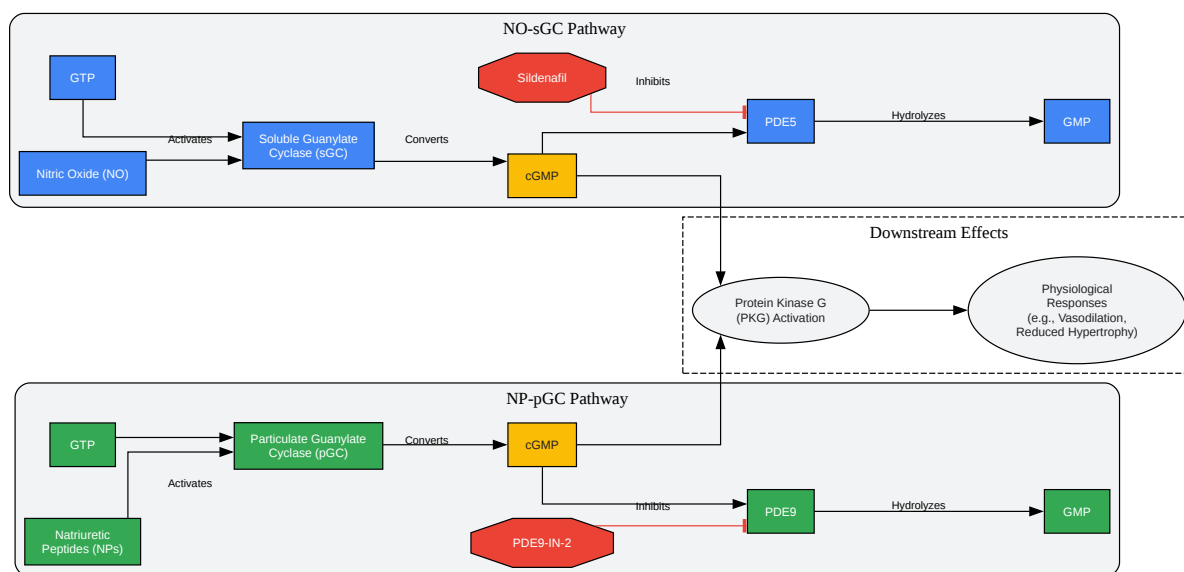 NO-sGC Pathway
GTP
Sildenafil
Inhibits
Activates
Soluble Guanylate
Cyclase (sGC)
Converts
PDE5
Hydrolyzes
GMP
Nitric Oxide (NO)
cGMP
Downstream Effects
Protein Kinase G
(PKG) Activation
Physiological
Responses
(e.g., Vasodilation,
Reduced Hypertrophy)
NP-pGC Pathway
GTP
Particulate Guanylate
Cyclase (pGC)
Converts
cGMP
Activates
Inhibits
PDE9
Hydrolyzes
GMP
Natriuretic
Peptides (NPs)
PDE9-IN-2